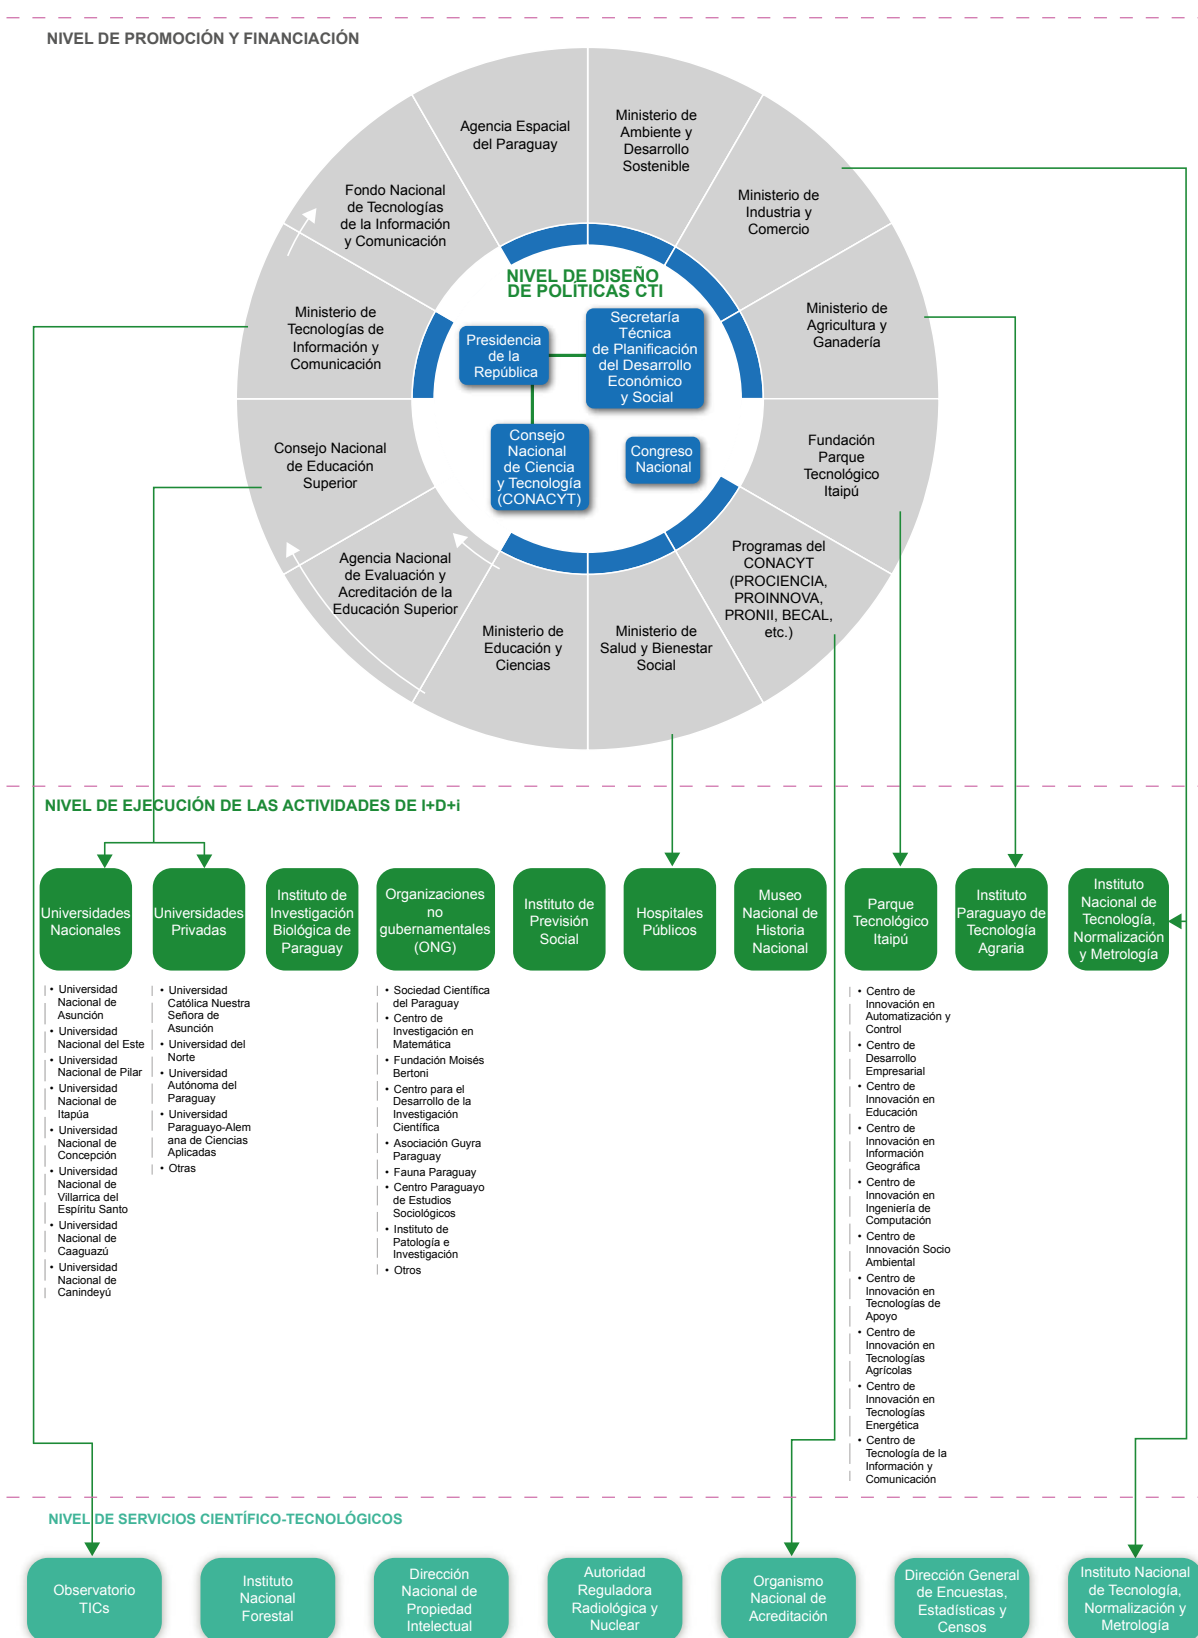 NIVEL DE PROMOCIÓN Y FINANCIACIÓN
Agencia Espacial
del Paraguay
Ministerio de
Ambiente y
Desarrollo
Sostenible
Fondo Nacional
de Tecnologías
de la Información
y Comunicación
Ministerio de
Industria y
Comercio
Ministerio de
Tecnologías de
Información y
Comunicación
Ministerio de
Agricultura y
Ganadería
Consejo Nacional
de Educación
Superior
Fundación
Parque
Tecnológico
Itaipú
Agencia Nacional
de Evaluación y
Acreditación de la
Educación Superior
Programas del
CONACYT
(PROCIENCIA,
PROINNOVA,
PRONII, BECAL,
etc.)
Ministerio de
Educación y
Ciencias
Ministerio de
Salud y Bienestar
Social
NIVEL DE DISEÑO
DE POLÍTICAS CTI
Presidencia
de la
República
Secretaría
Técnica
de Planificación
del Desarrollo
Económico
y Social
Consejo
Nacional
de Ciencia
y Tecnología
(CONACYT)
Congreso
Nacional
NIVEL DE EJECUCIÓN DE LAS ACTIVIDADES DE I+D+i
Universidades
Nacionales
Universidades
Privadas
Instituto de
Investigación
Biológica de
Paraguay
Organizaciones
no
gubernamentales
(ONG)
Instituto de
Previsión
Social
Hospitales
Públicos
Museo
Nacional de
Historia
Nacional
Parque
Tecnológico
Itaipú
Instituto
Paraguayo de
Tecnología
Agraria
Instituto
Nacional de
Tecnología,
Normalización
y Metrología
• Universidad
Nacional de
Asunción
• Universidad
Nacional del Este
• Universidad
Nacional de Pilar
• Universidad
Nacional de
Itapúa
• Universidad
Nacional de
Concepción
• Universidad
Nacional de
Villarrica del
Espíritu Santo
• Universidad
Nacional de
Caaguazú
• Universidad
Nacional de
Canindeyú
• Universidad
Católica Nuestra
Señora de
Asunción
• Universidad del
Norte
• Universidad
Autónoma del
Paraguay
• Universidad
Paraguayo-Alem
ana de Ciencias
Aplicadas
• Otras
• Sociedad Científica
del Paraguay
• Centro de
Investigación en
Matemática
• Fundación Moisés
Bertoni
• Centro para el
Desarrollo de la
Investigación
Científica
• Asociación Guyra
Paraguay
• Fauna Paraguay
• Centro Paraguayo
de Estudios
Sociológicos
• Instituto de
Patología e
Investigación
• Otros
• Centro de
Innovación en
Automatización y
Control
• Centro de
Desarrollo
Empresarial
• Centro de
Innovación en
Educación
• Centro de
Innovación en
Información
Geográfica
• Centro de
Innovación en
Ingeniería de
Computación
• Centro de
Innovación Socio
Ambiental
• Centro de
Innovación en
Tecnologías de
Apoyo
• Centro de
Innovación en
Tecnologías
Agrícolas
• Centro de
Innovación en
Tecnologías
Energética
• Centro de
Tecnología de la
Información y
Comunicación
NIVEL DE SERVICIOS CIENTÍFICO-TECNOLÓGICOS
Observatorio
TICs
Instituto
Nacional
Forestal
Dirección
Nacional de
Propiedad
Intelectual
Autoridad
Reguladora
Radiológica y
Nuclear
Organismo
Nacional de
Acreditación
Dirección General
de Encuestas,
Estadísticas y
Censos
Instituto Nacional
de Tecnología,
Normalización y
Metrología